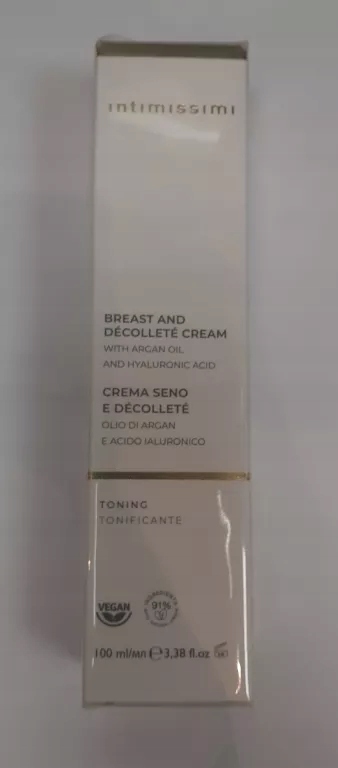 intimissimi
BREAST AND
DÉCOLLETÉ CREAM
WITH ARGAN OIL
AND HYALURONIC ACID
CREMA SENO
E DÉCOLLETÉ
OLIO DI ARGAN
E ACIDO IALURONICO
TONING
TONIFICANTE
VEGAN
91%
100 ml/мл ℮ 3,38 fl.oz